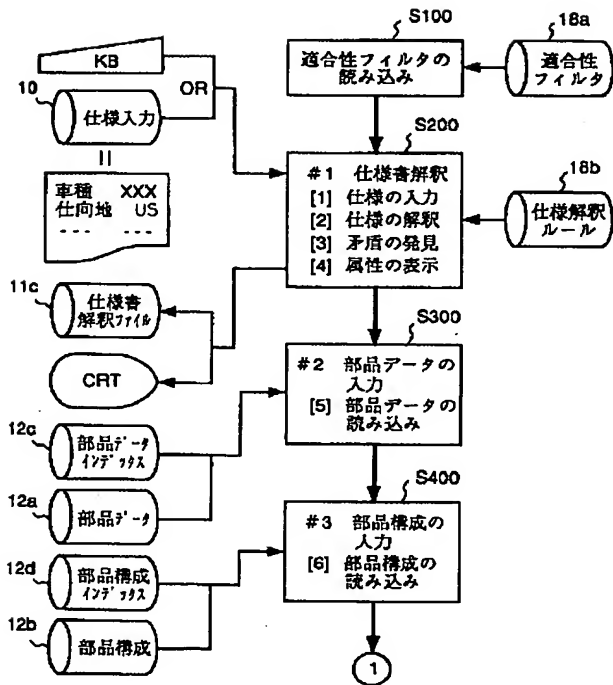 S100
18a
KB
適合性フィルタの
読み込み
適合性
フィルタ
OR
10
仕様入力
S200
#1 仕様書解釈
[1] 仕様の入力
[2] 仕様の解釈
[3] 矛盾の発見
[4] 属性の表示
18b
仕様解釈
ルール
車種 XXX
仕向地 US
--- ---
11c
仕様書
解釈ファイル
CRT
S300
#2 部品データの
入力
[5] 部品データの
読み込み
12c
部品データ
インデックス
12a
部品データ
S400
#3 部品構成の
入力
[6] 部品構成の
読み込み
12d
部品構成
インデックス
12b
部品構成
1